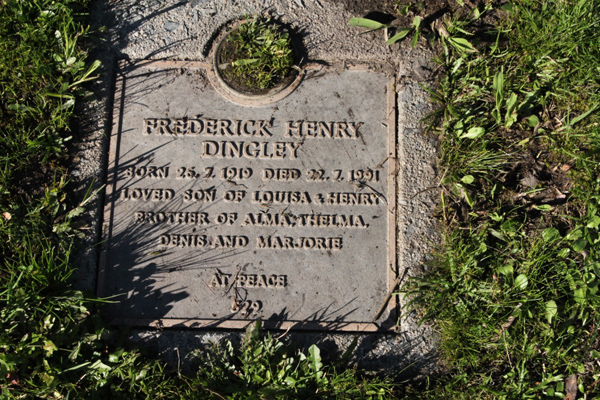 FREDERICK HENRY
DINGLEY
BORN 25.7.1919 DIED 22.7.1991
LOVED SON OF LOUISA & HENRY
BROTHER OF ALMA & THELMA,
DENIS AND MARJORIE
AT PEACE